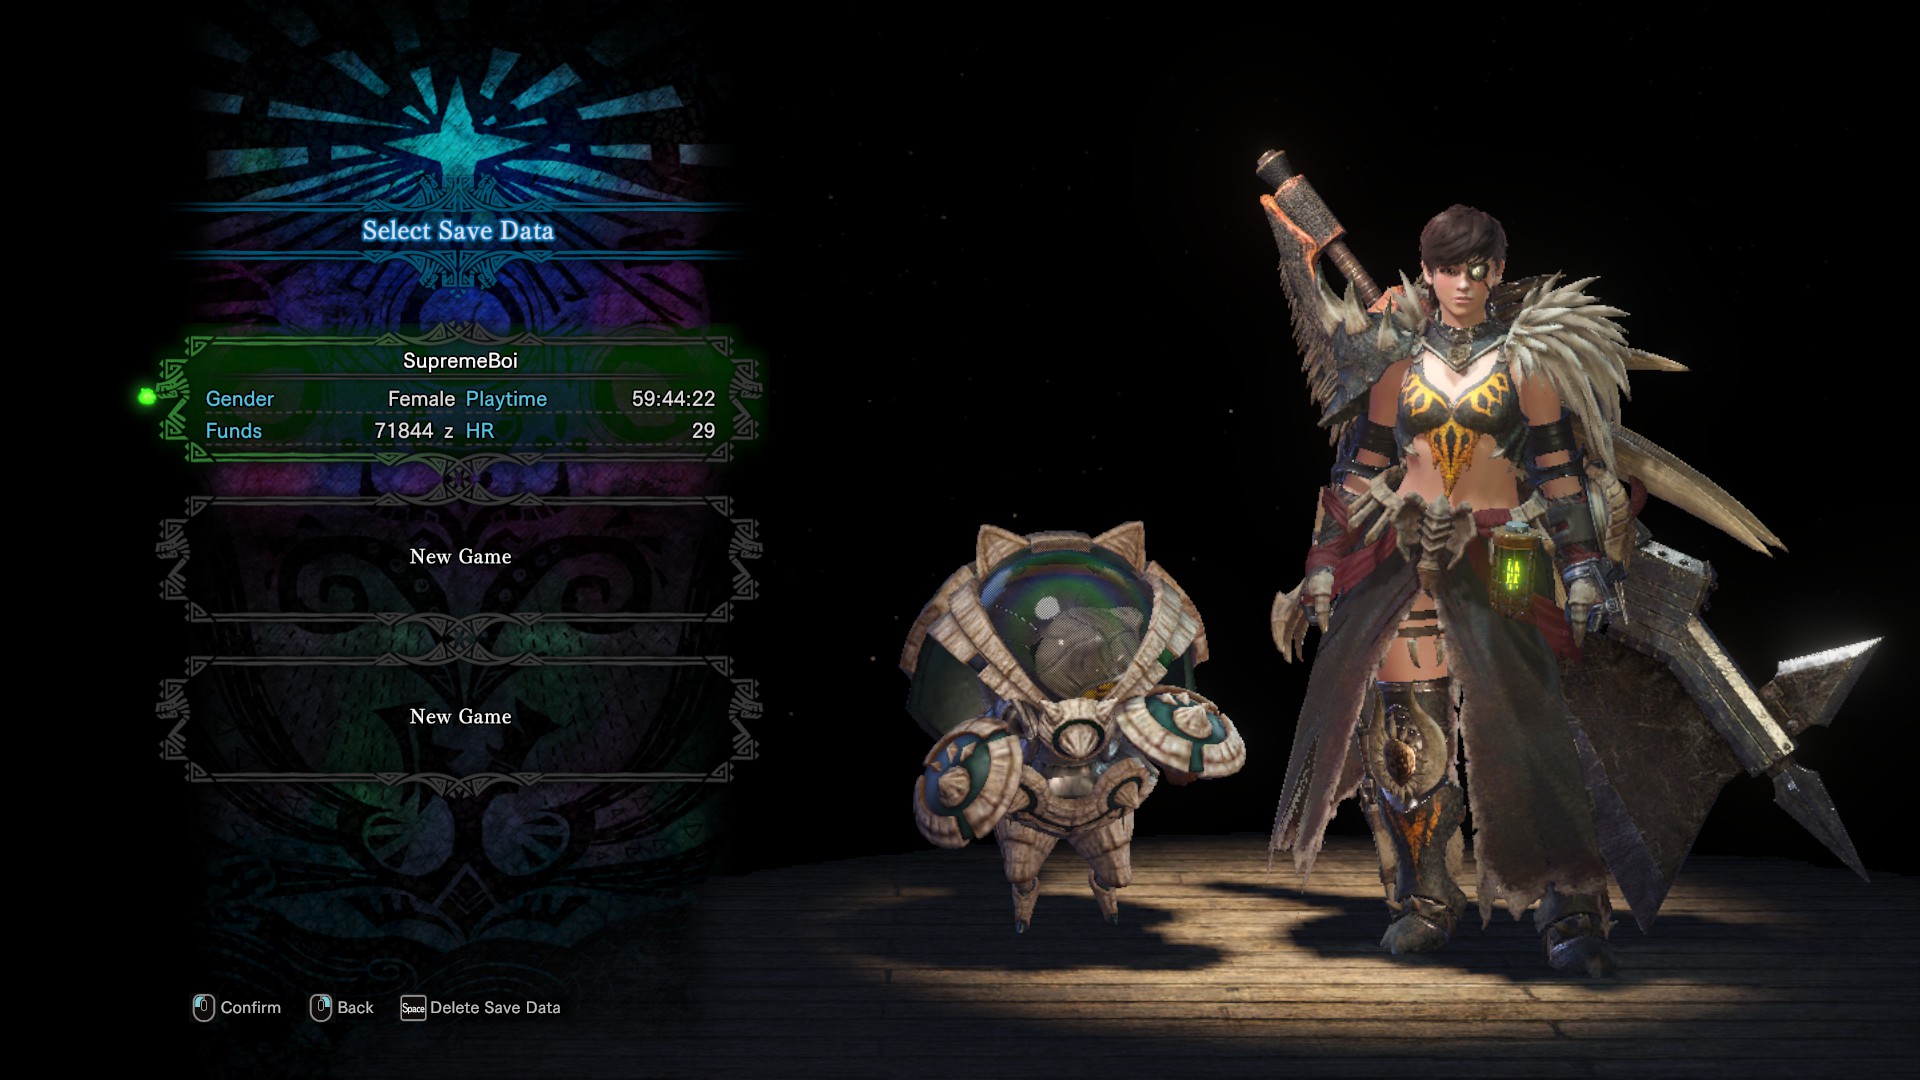 Select Save Data
SupremeBoi
Gender Female Playtime 59:44:22
Funds 71844 z HR 29
New Game
New Game
Confirm Back Space Delete Save Data